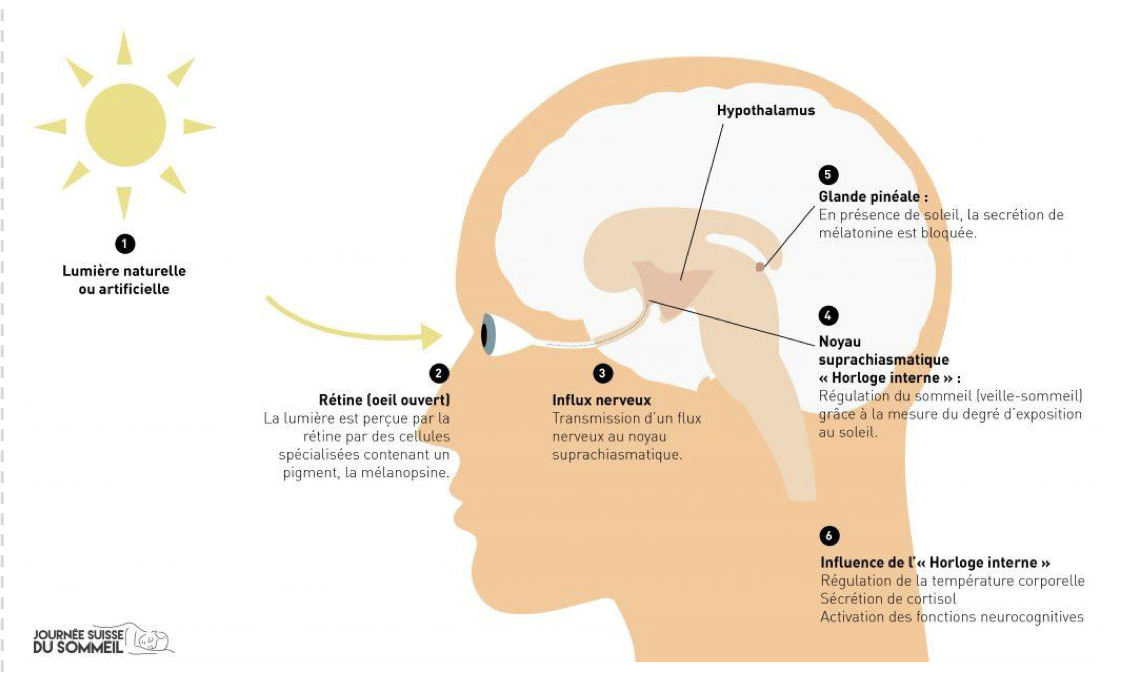 Hypothalamus
1
Lumière naturelle
ou artificielle
2
Rétine (oeil ouvert)
La lumière est perçue par la
rétine par des cellules
spécialisées contenant un
pigment, la mélanopsine.
3
Influx nerveux
Transmission d'un flux
nerveux au noyau
suprachiasmatique.
5
Glande pinéale :
En présence de soleil, la secrétion de
mélatonine est bloquée.
4
Noyau
suprachiasmatique
« Horloge interne » :
Régulation du sommeil (veille-sommeil)
grâce à la mesure du degré d'exposition
au soleil.
6
Influence de l'« Horloge interne »
Régulation de la température corporelle
Sécrétion de cortisol
Activation des fonctions neurocognitives
JOURNÉE SUISSE
DU SOMMEIL